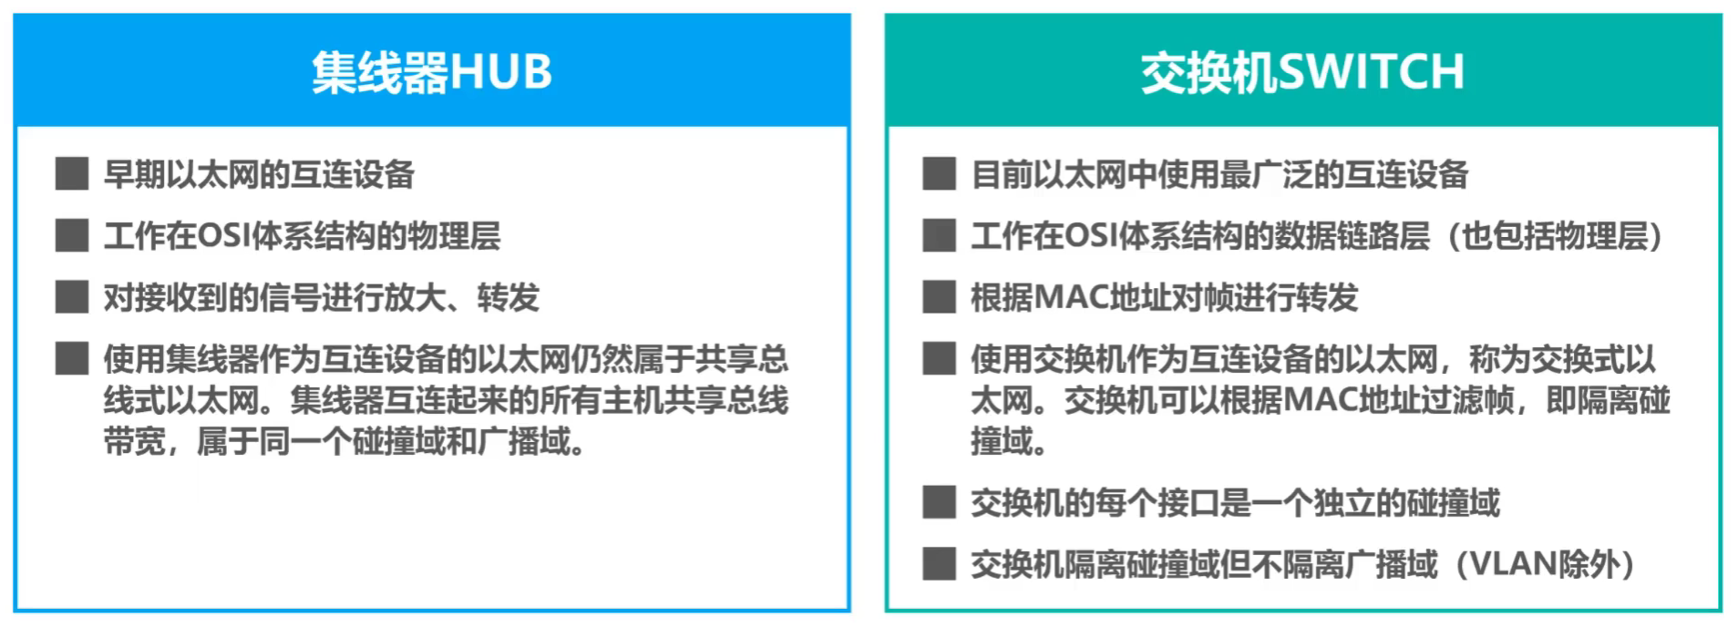 集线器HUB
早期以太网的互连设备
工作在OSI体系结构的物理层
对接收到的信号进行放大、转发
使用集线器作为互连设备的以太网仍然属于共享总
线式以太网。集线器互连起来的所有主机共享总线
带宽，属于同一个碰撞域和广播域。
交换机SWITCH
目前以太网中使用最广泛的互连设备
工作在OSI体系结构的数据链路层（也包括物理层）
根据MAC地址对帧进行转发
使用交换机作为互连设备的以太网，称为交换式以
太网。交换机可以根据MAC地址过滤帧，即隔离碰
撞域。
交换机的每个接口是一个独立的碰撞域
交换机隔离碰撞域但不隔离广播域（VLAN除外）